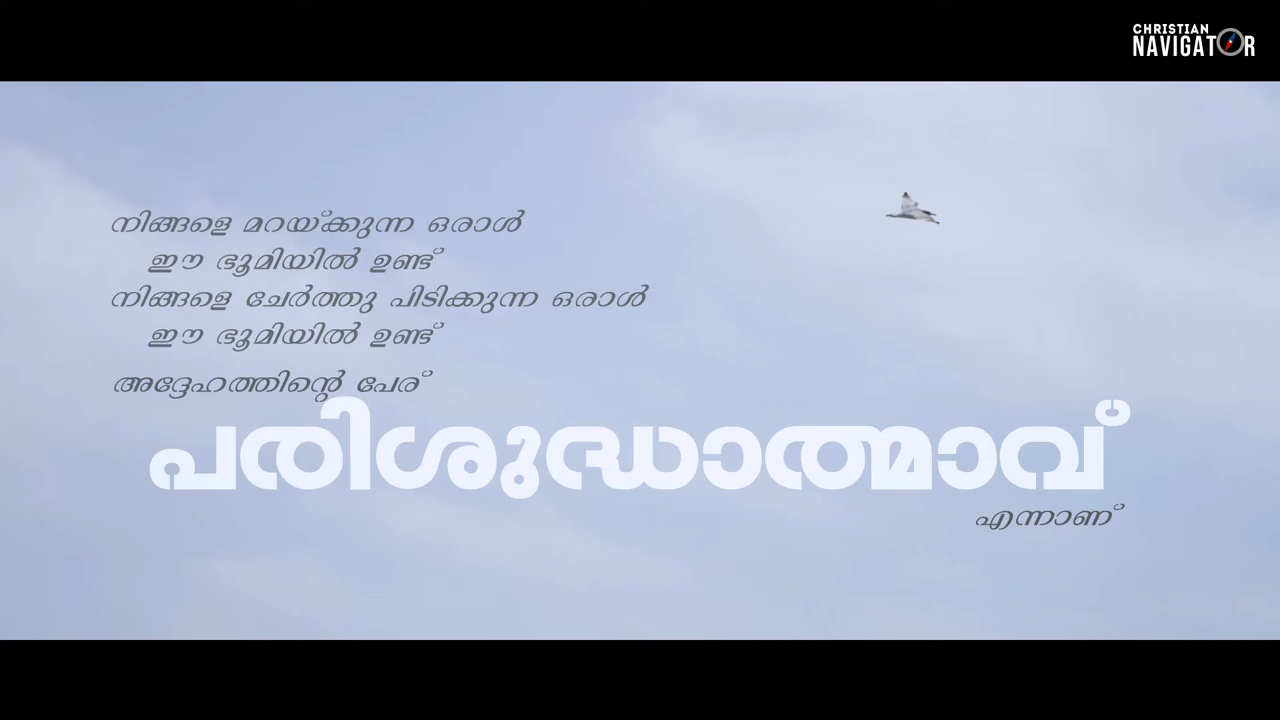 CHRISTIAN
NAVIGATOR
നിങ്ങളെ മറയ്ക്കുന്ന ഒരാൾ
ഈ ഭൂമിയിൽ ഉണ്ട്
നിങ്ങളെ ചേർത്തു പിടിക്കുന്ന ഒരാൾ
ഈ ഭൂമിയിൽ ഉണ്ട്
അദ്ദേഹത്തിന്റെ പേര്
പരിശുദ്ധാത്മാവ്
എന്നാണ്